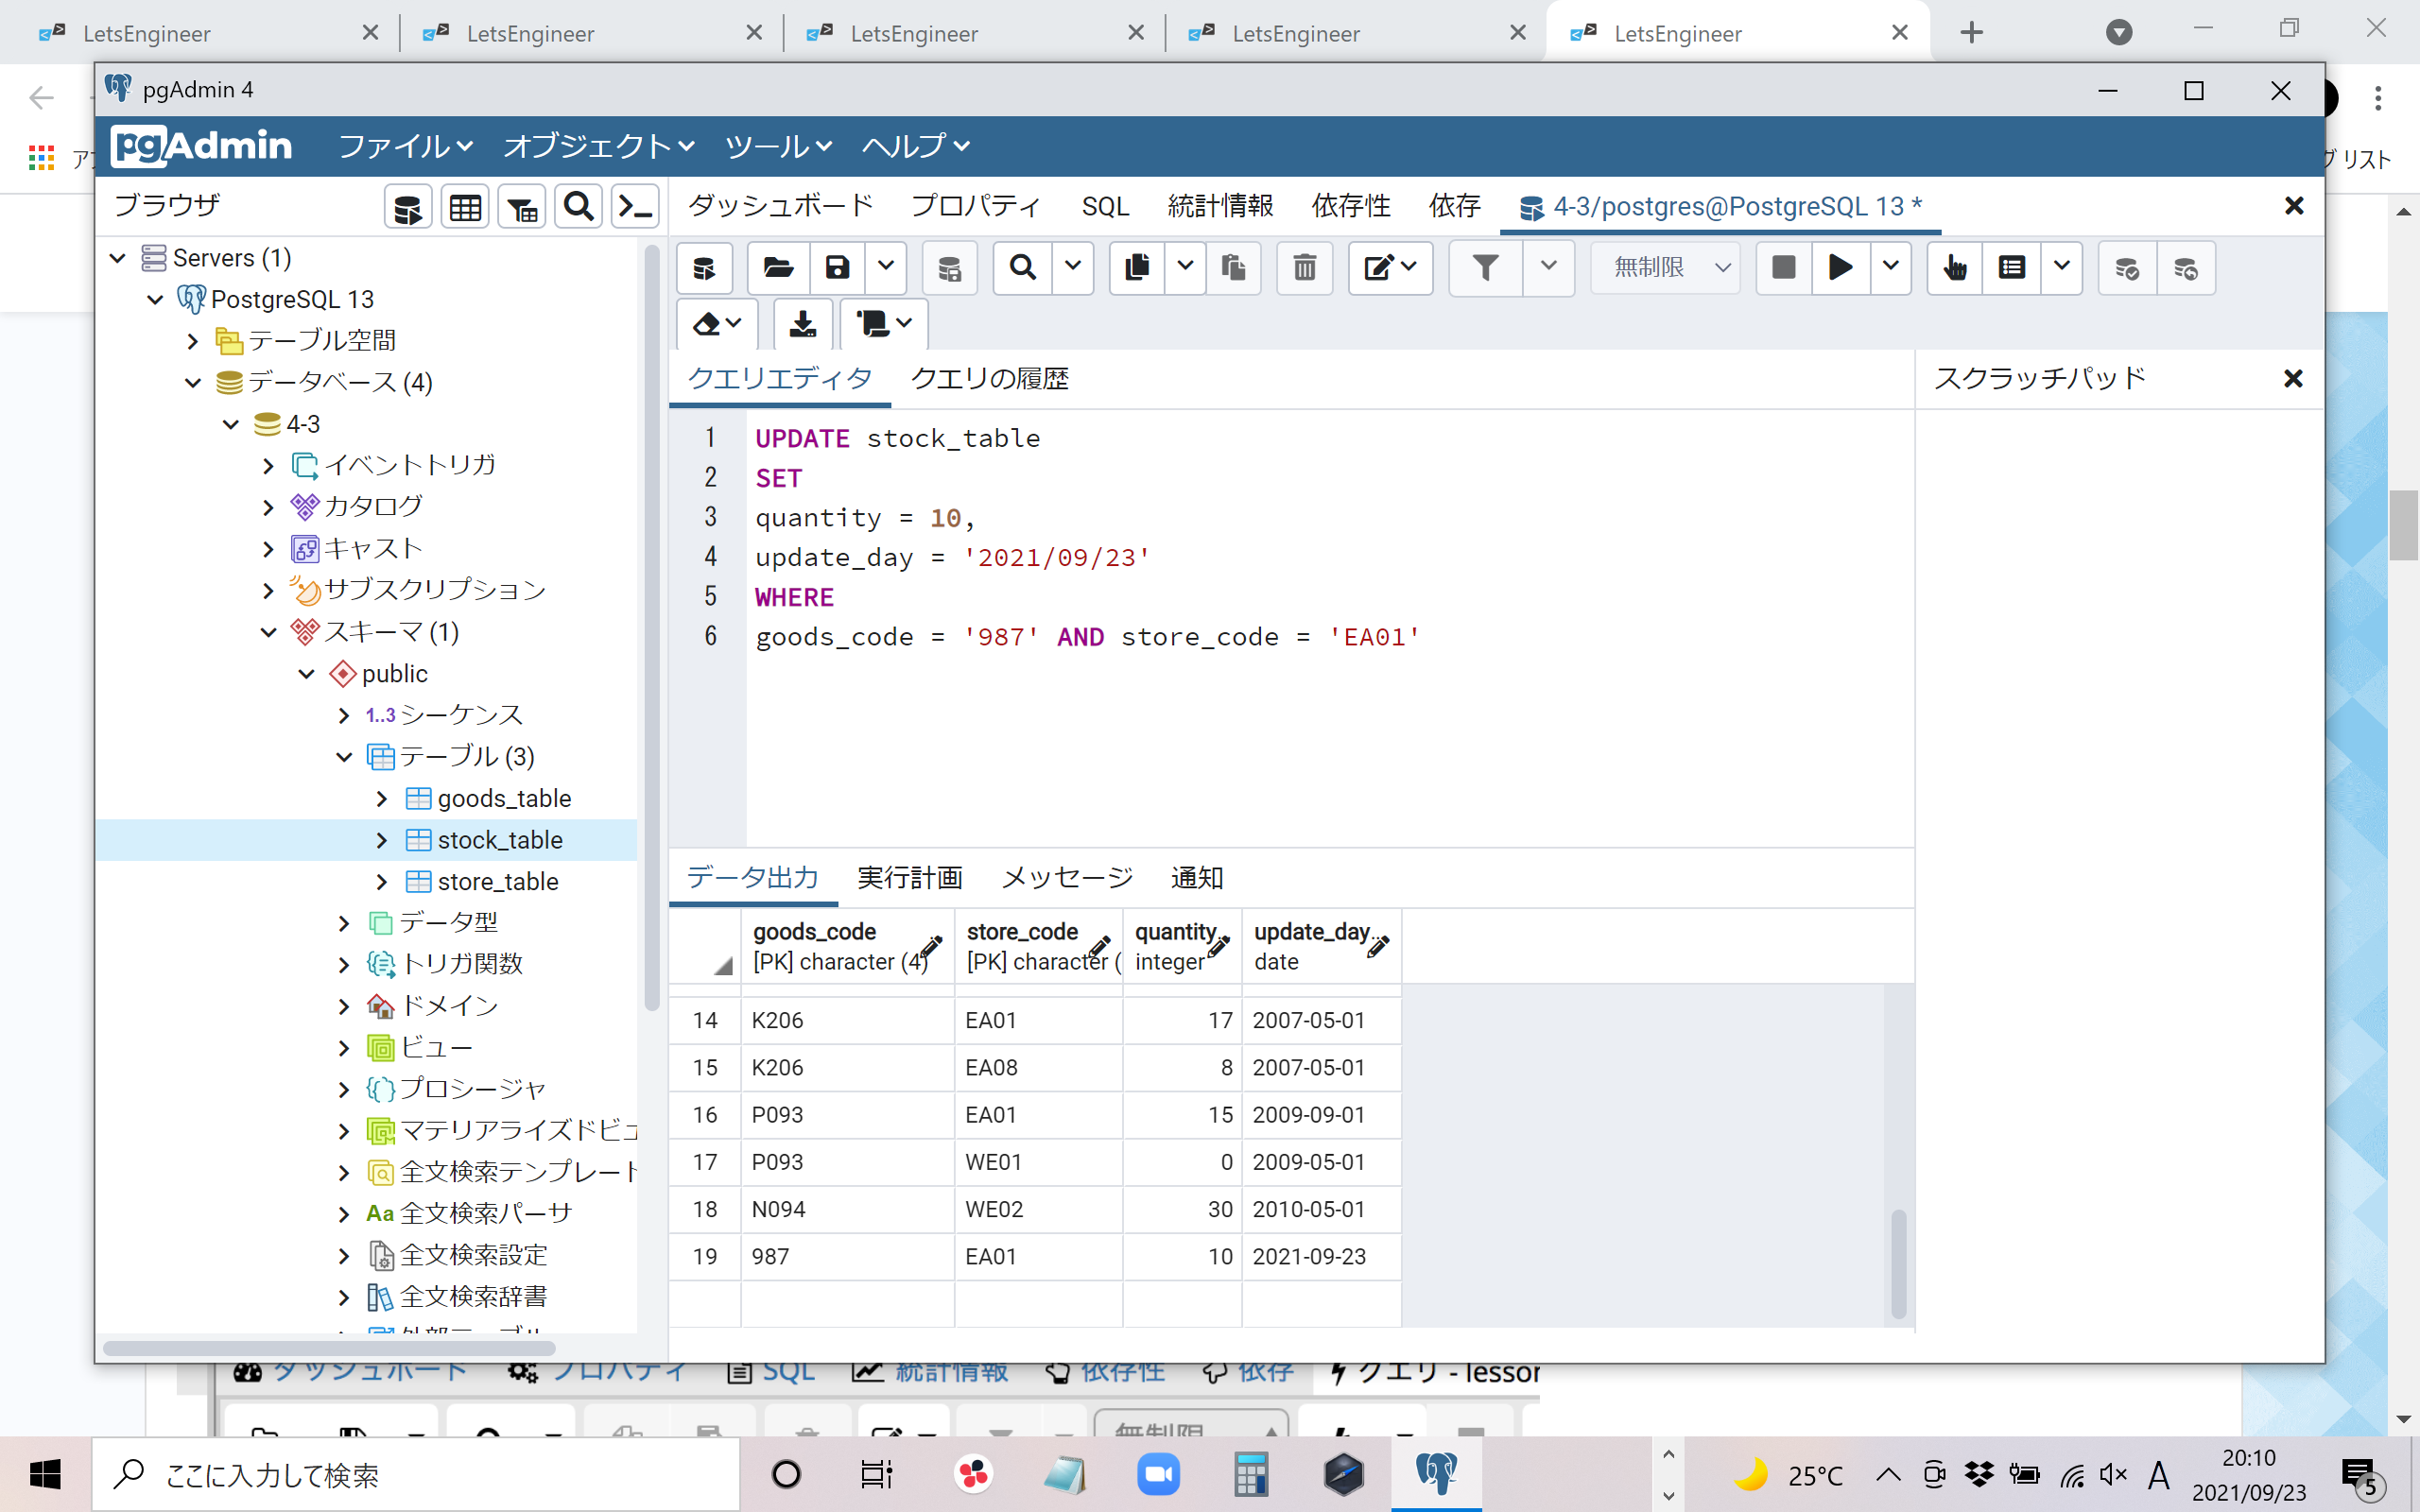 LetsEngineer
LetsEngineer
LetsEngineer
LetsEngineer
LetsEngineer
pgAdmin 4
pgAdmin ファイル オブジェクト ツール ヘルプ
リスト
ブラウザ
ダッシュボード プロパティ SQL 統計情報 依存性 依存 4-3/postgres@PostgreSQL 13 *
Servers (1)
PostgreSQL 13
テーブル空間
データベース (4)
4-3
イベントトリガ
カタログ
キャスト
サブスクリプション
スキーマ (1)
public
1..3 シーケンス
テーブル (3)
goods_table
stock_table
store_table
データ型
トリガ関数
ドメイン
ビュー
プロシージャ
マテリアライズドビュ
全文検索テンプレート
Aa 全文検索パーサ
全文検索設定
全文検索辞書
外部テーブル
無制限
クエリエディタ クエリの履歴
スクラッチパッド
1 UPDATE stock_table
2 SET
3 quantity = 10,
4 update_day = '2021/09/23'
5 WHERE
6 goods_code = '987' AND store_code = 'EA01'
データ出力 実行計画 メッセージ 通知
goods_code store_code quantity update_day
[PK] character (4) [PK] character ( integer date
14 K206 EA01 17 2007-05-01
15 K206 EA08 8 2007-05-01
16 P093 EA01 15 2009-09-01
17 P093 WE01 0 2009-05-01
18 N094 WE02 30 2010-05-01
19 987 EA01 10 2021-09-23
ダッシュボード プロパティ SQL 統計情報 依存性 依存 クエリ - lesson
無制限
ここに入力して検索
25°C
A
20:10
2021/09/23
5